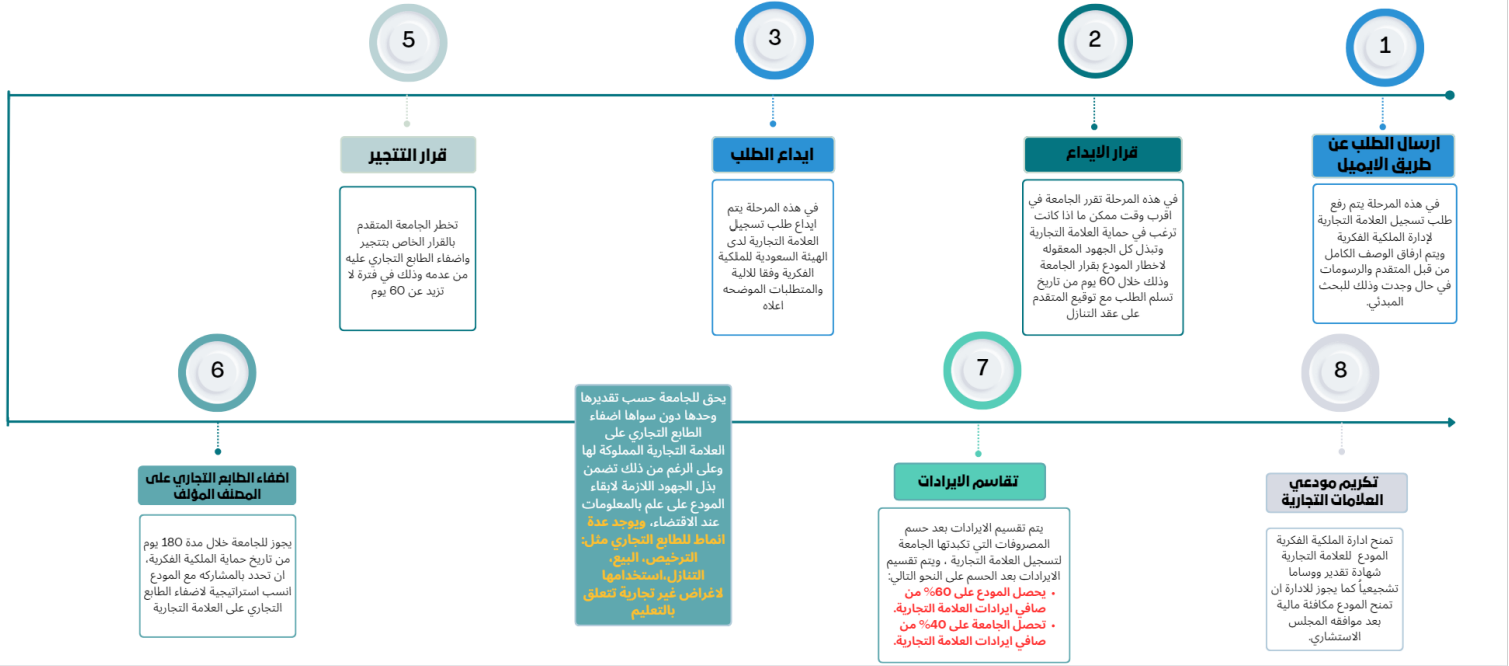 1
ارسال الطلب عن
طريق الايميل
في هذه المرحلة يتم رفع
طلب تسجيل العلامة التجارية
لإدارة الملكية الفكرية
ويتم ارفاق الوصف الكامل
من قبل المتقدم والرسومات
في حال وجدت وذلك للبحث
المبدئي.
2
قرار الايداع
في هذه المرحلة تقرر الجامعة في
اقرب وقت ممكن ما اذا كانت
ترغب في حماية العلامة التجارية
وتبذل كل الجهود المعقوله
لاخطار المودع بقرار الجامعة
وذلك خلال 60 يوم من تاريخ
تسلم الطلب مع توقيع المتقدم
على عقد التنازل
3
ايداع الطلب
في هذه المرحلة يتم
ايداع طلب تسجيل
العلامة التجارية لدى
الهيئة السعودية للملكية
الفكرية وفقا للالية
والمتطلبات الموضحه
اعلاه
5
قرار التتجير
تخطر الجامعة المتقدم
بالقرار الخاص بتتجير
واضفاء الطابع التجاري عليه
من عدمه وذلك في فترة لا
تزيد عن 60 يوم
6
اضفاء الطابع التجاري على
المصنف المؤلف
يجوز للجامعة خلال مدة 180 يوم
من تاريخ حماية الملكية الفكرية،
ان تحدد بالمشاركه مع المودع
انسب استراتيجية لاضفاء الطابع
التجاري على العلامة التجارية
يحق للجامعة حسب تقديرها
وحدها دون سواها اضفاء
الطابع التجاري على
العلامة التجارية المملوكة لها
وعلى الرغم من ذلك تضمن
بذل الجهود اللازمة لابقاء
المودع على علم بالمعلومات
عند الاقتضاء، ويوجد عدة
انماط للطابع التجاري مثل:
الترخيص، البيع،
التنازل،استخدامها
لاغراض غير تجارية تتعلق
بالتعليم
7
تقاسم الايرادات
يتم تقسيم الايرادات بعد حسم
المصروفات التي تكبدتها الجامعة
لتسجيل العلامة التجارية ، ويتم تقسيم
الايرادات بعد الحسم على النحو التالي:
• يحصل المودع على 60% من
صافي ايرادات العلامة التجارية.
• تحصل الجامعة على 40% من
صافي ايرادات العلامة التجارية.
8
تكريم مودعي
العلامات التجارية
تمنح ادارة الملكية الفكرية
المودع للعلامة التجارية
شهادة تقدير ووساما
تشجيعياً كما يجوز للادارة ان
تمنح المودع مكافئة مالية
بعد موافقه المجلس
الاستشاري.